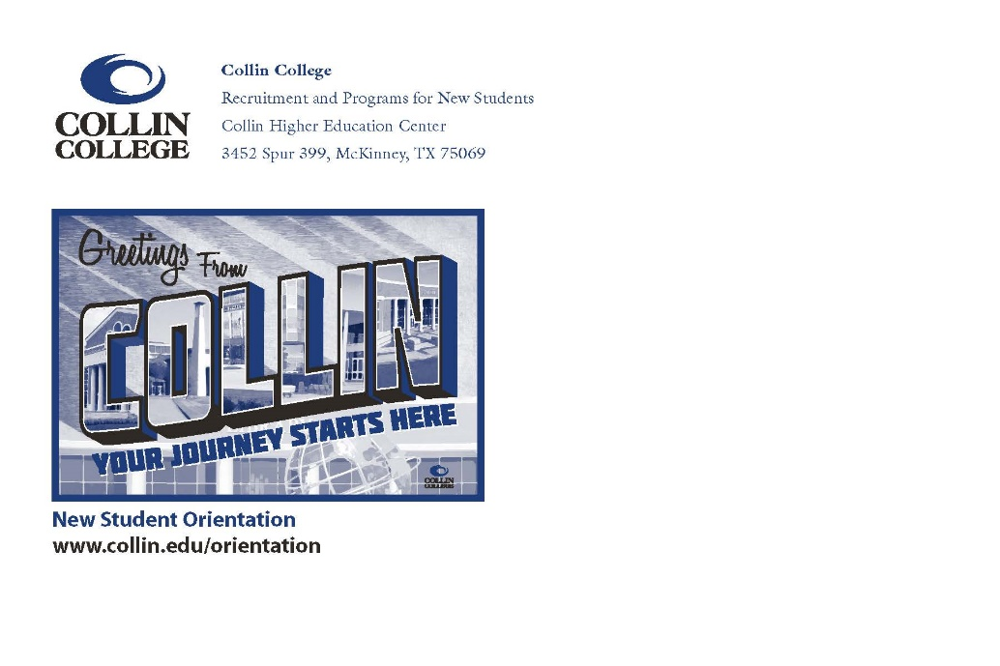 COLLIN
COLLEGE
Collin College
Recruitment and Programs for New Students
Collin Higher Education Center
3452 Spur 399, McKinney, TX 75069
Greetings From
COLLIN
YOUR JOURNEY STARTS HERE
COLLIN
COLLEGE
New Student Orientation
www.collin.edu/orientation